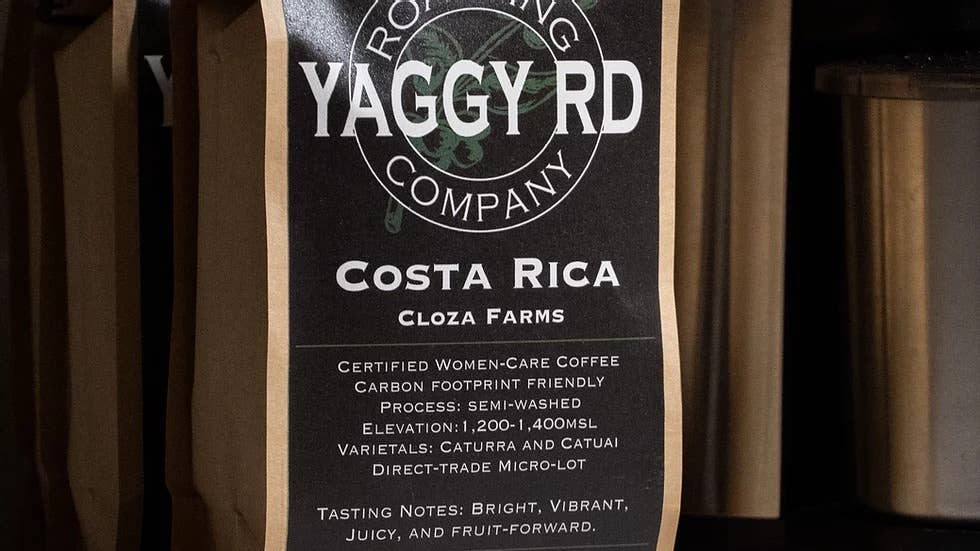 ROASTING
YAGGY RD
COMPANY
COSTA RICA
CLOZA FARMS
CERTIFIED WOMEN-CARE COFFEE
CARBON FOOTPRINT FRIENDLY
PROCESS: SEMI-WASHED
ELEVATION:1,200-1,400MSL
VARIETALS: CATURRA AND CATUAI
DIRECT-TRADE MICRO-LOT
TASTING NOTES: BRIGHT, VIBRANT,
JUICY, AND FRUIT-FORWARD.
Y